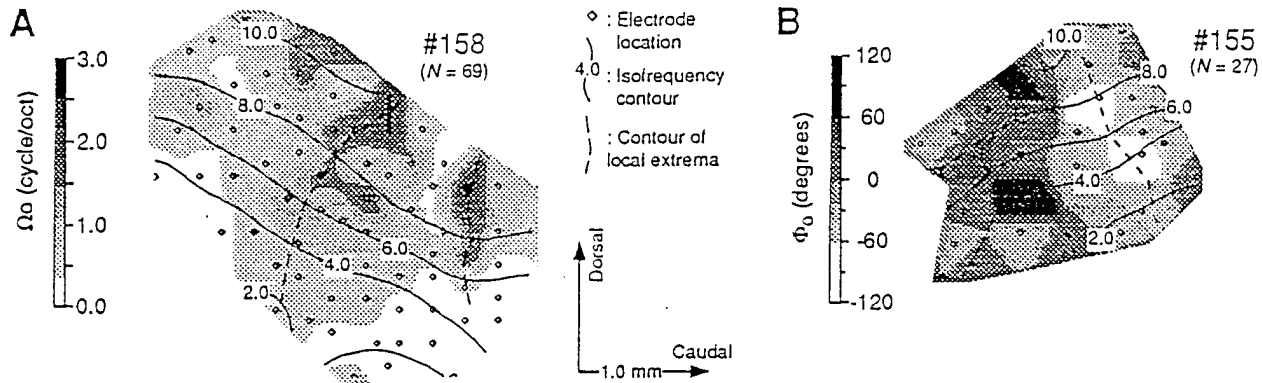 A
Ω₀ (cycle/oct)
3.0
2.0
1.0
0.0
#158
(N = 69)
10.0
8.0
6.0
4.0
2.0
: Electrode
location
4.0
: Isofrequency
contour
: Contour of
local extrema
Dorsal
Caudal
1.0 mm
B
Φ₀ (degrees)
120
60
0
-60
-120
#155
(N = 27)
10.0
8.0
6.0
4.0
2.0